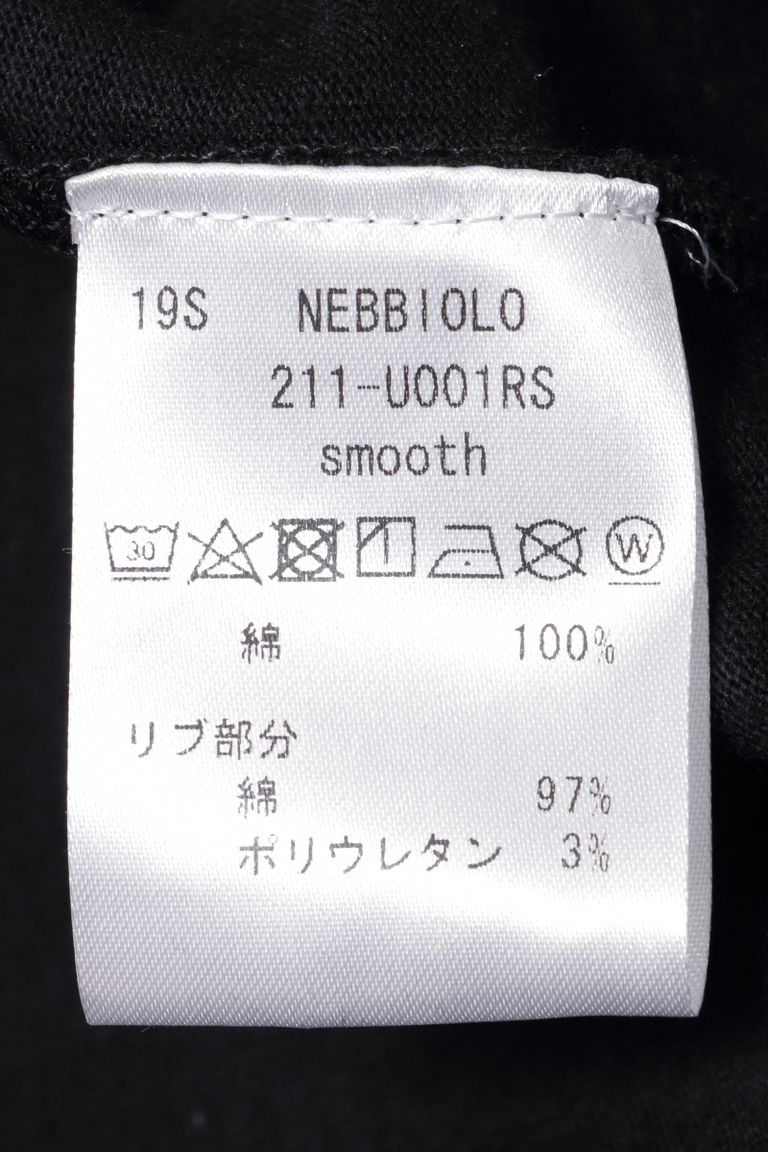 19S NEBBIOLO
211-U001RS
smooth
30 W
綿 100%
リブ部分
綿 97%
ポリウレタン 3%